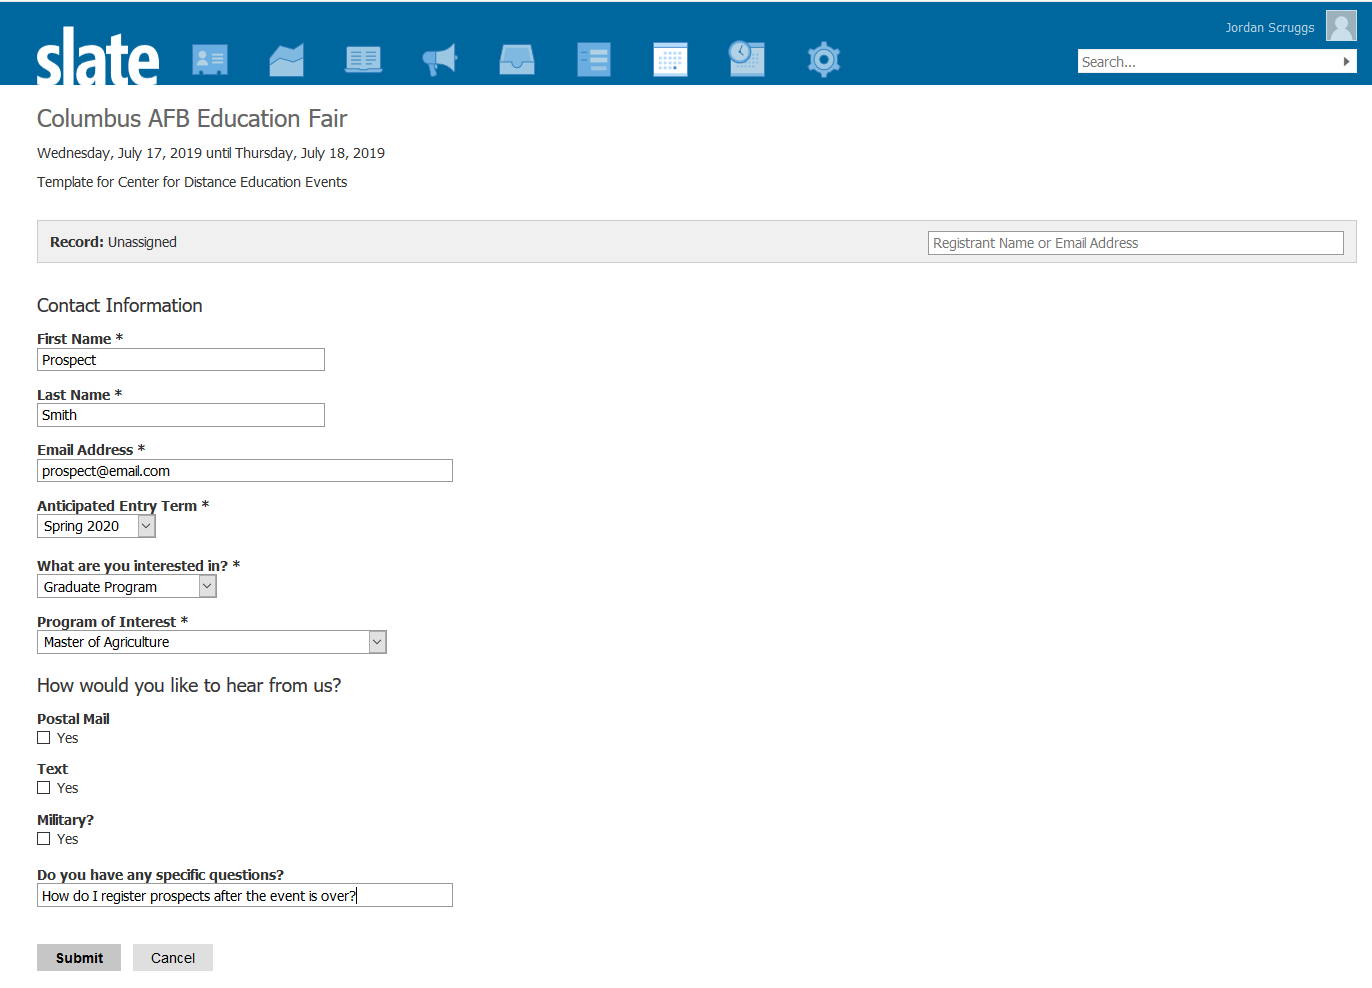 slate
Jordan Scruggs
Search...
Columbus AFB Education Fair
Wednesday, July 17, 2019 until Thursday, July 18, 2019
Template for Center for Distance Education Events
Record: Unassigned
Registrant Name or Email Address
Contact Information
First Name *
Prospect
Last Name *
Smith
Email Address *
prospect@email.com
Anticipated Entry Term *
Spring 2020
What are you interested in? *
Graduate Program
Program of Interest *
Master of Agriculture
How would you like to hear from us?
Postal Mail
Yes
Text
Yes
Military?
Yes
Do you have any specific questions?
How do I register prospects after the event is over?
Submit Cancel